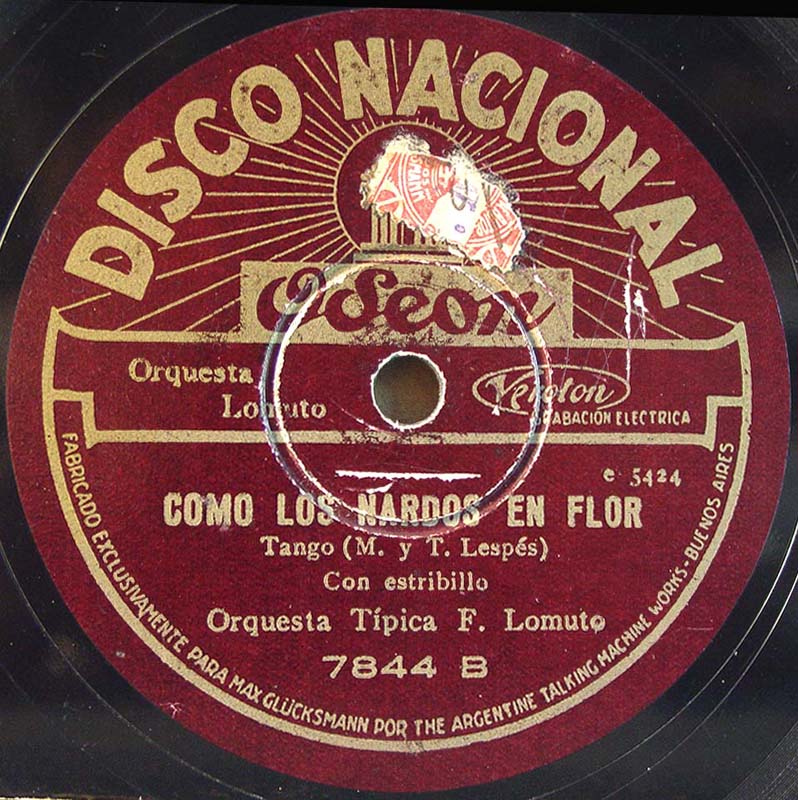 DISCO NACIONAL
Odeon
Orquesta
Lomuto
Veroton
GRABACIÓN ELECTRICA
e 5424
COMO LOS NARDOS EN FLOR
Tango (M. y T. Lespés)
Con estribillo
Orquesta Típica F. Lomuto
7844 B
FABRICADO EXCLUSIVAMENTE PARA MAX GLÜCKSMANN POR THE ARGENTINE TALKING MACHINE WORKS-BUENOS AIRES